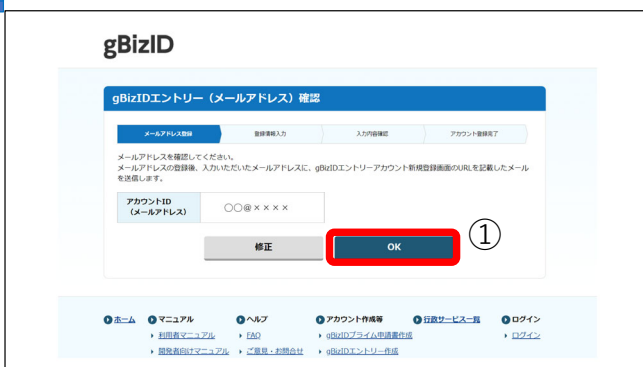 gBizID
gBizIDエントリー（メールアドレス）確認
メールアドレス登録
登録情報入力
入力内容確認
アカウント登録完了
メールアドレスを確認してください。
メールアドレスの登録後、入力いただいたメールアドレスに、gBizIDエントリーアカウント新規登録画面のURLを記載したメール
を送信します。
アカウントID
（メールアドレス）
○○@××××
修正
OK
①
ホーム
マニュアル
利用者マニュアル
開発者向けマニュアル
ヘルプ
FAQ
ご意見・お問合せ
アカウント作成等
gBizIDプライム申請書作成
gBizIDエントリー作成
行政サービス一覧
ログイン
ログイン